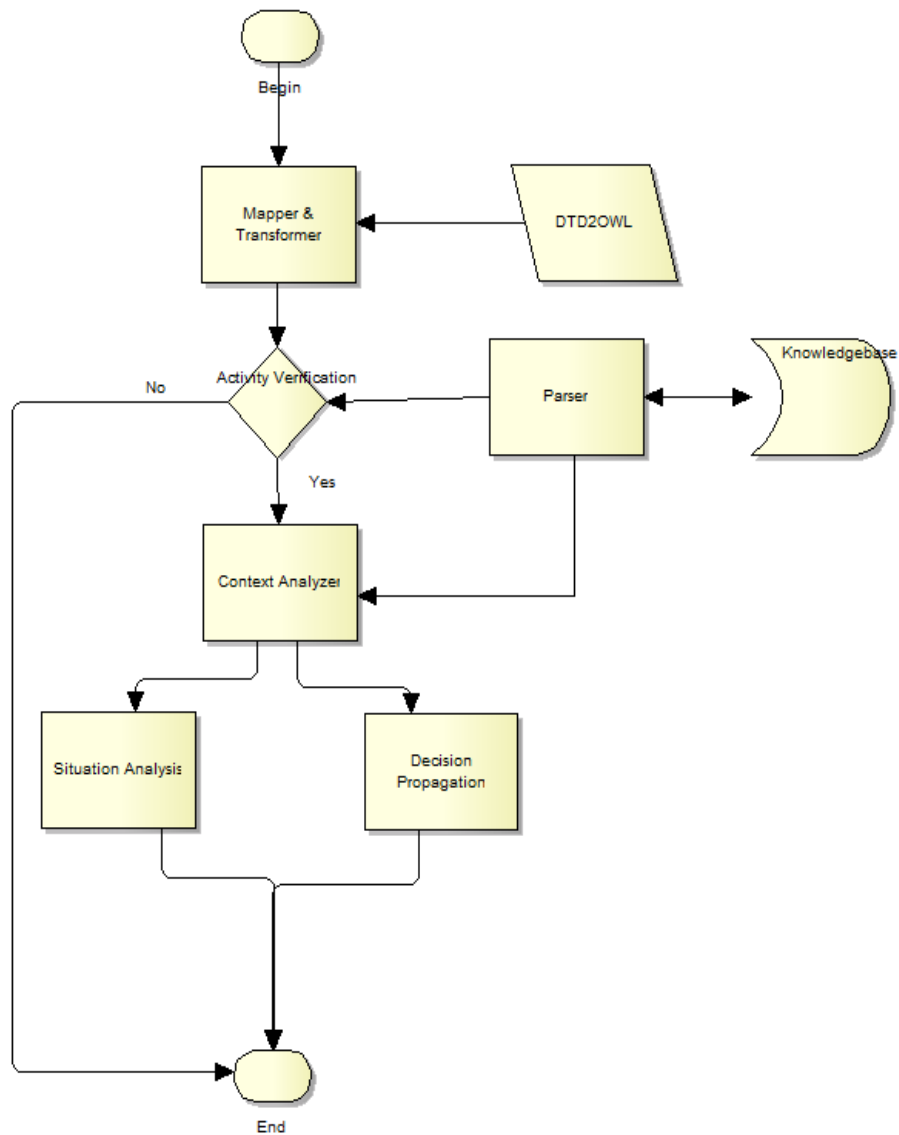 Begin
Mapper &
Transformer
DTD2OWL
Knowledgebase
Activity Verification
No
Parser
Yes
Context Analyzer
Situation Analysis
Decision
Propagation
End